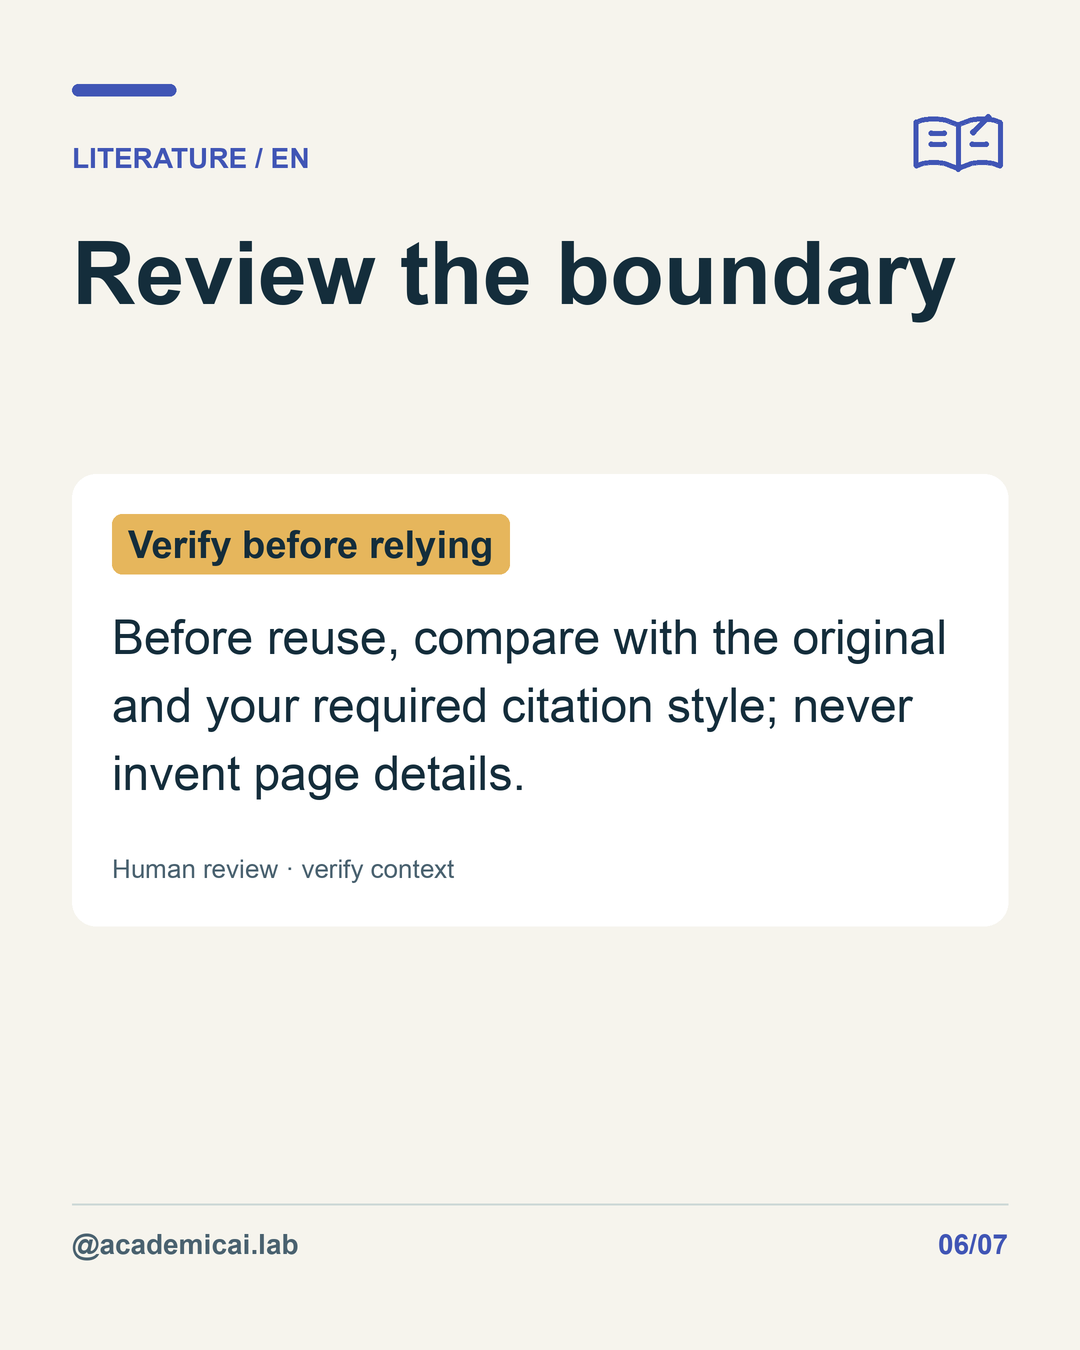 LITERATURE / EN
Review the boundary
Verify before relying
Before reuse, compare with the original
and your required citation style; never
invent page details.
Human review · verify context
@academicai.lab
06/07